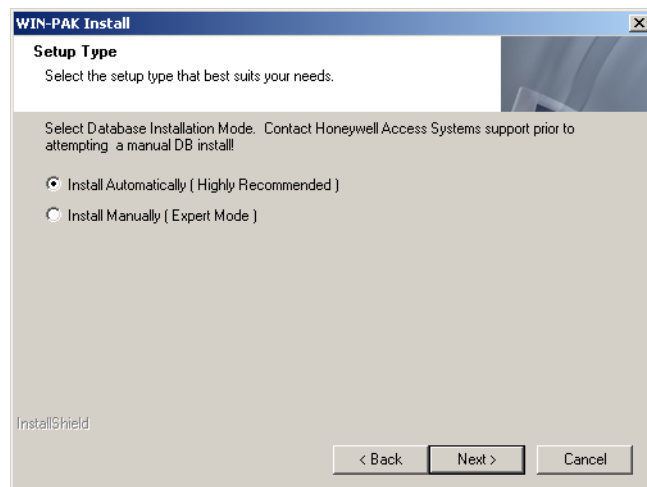 WIN-PAK Install
Setup Type
Select the setup type that best suits your needs.
Select Database Installation Mode.  Contact Honeywell Access Systems support prior to
attempting  a manual DB install!
Install Automatically ( Highly Recommended )
Install Manually ( Expert Mode )
InstallShield
< Back
Next >
Cancel